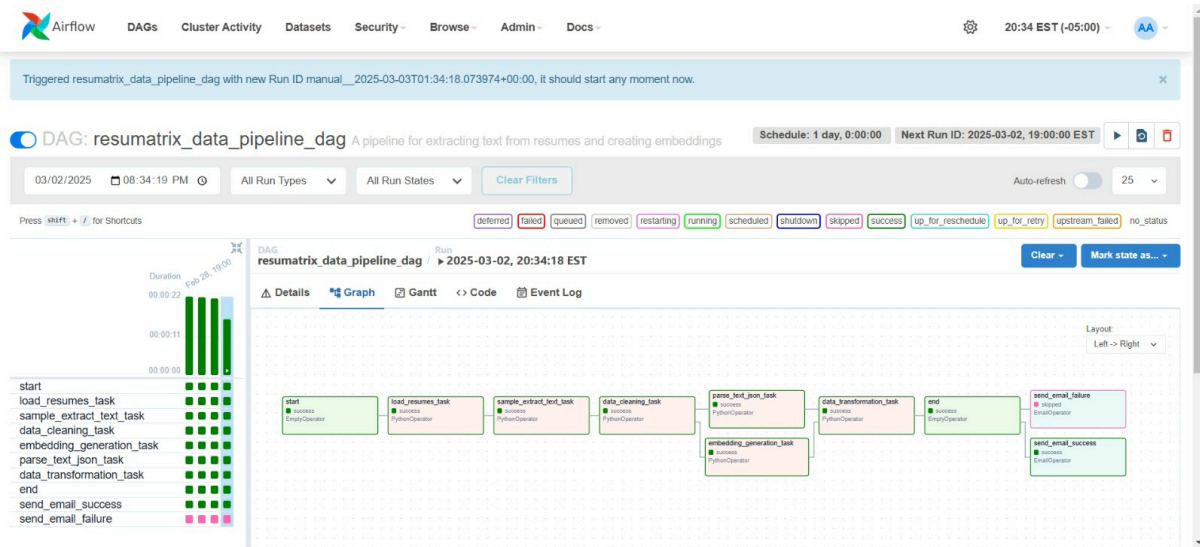 Airflow DAGs Cluster Activity Datasets Security Browse Admin Docs 20:34 EST (-05:00) AA
Triggered resumatrix_data_pipeline_dag with new Run ID manual__2025-03-03T01:34:18.073974+00:00, it should start any moment now. ×
DAG: resumatrix_data_pipeline_dag A pipeline for extracting text from resumes and creating embeddings Schedule: 1 day, 0:00:00 Next Run ID: 2025-03-02, 19:00:00 EST
03/02/2025 08:34:19 PM All Run Types All Run States Clear Filters Auto-refresh 25
Press shift + / for Shortcuts deferred failed queued removed restarting running scheduled shutdown skipped success up_for_reschedule up_for_retry upstream_failed no_status
DAG Run
resumatrix_data_pipeline_dag / 2025-03-02, 20:34:18 EST Clear Mark state as...
Duration Feb 28, 19:00
00:00:22
00:00:11
00:00:00
Details Graph Gantt <> Code Event Log
Layout:
Left -> Right
start
load_resumes_task
sample_extract_text_task
data_cleaning_task
embedding_generation_task
parse_text_json_task
data_transformation_task
end
send_email_success
send_email_failure
start
success
EmptyOperator
load_resumes_task
success
PythonOperator
sample_extract_text_task
success
PythonOperator
data_cleaning_task
success
PythonOperator
parse_text_json_task
success
PythonOperator
embedding_generation_task
success
PythonOperator
data_transformation_task
success
PythonOperator
end
success
EmptyOperator
send_email_failure
skipped
EmailOperator
send_email_success
success
EmailOperator